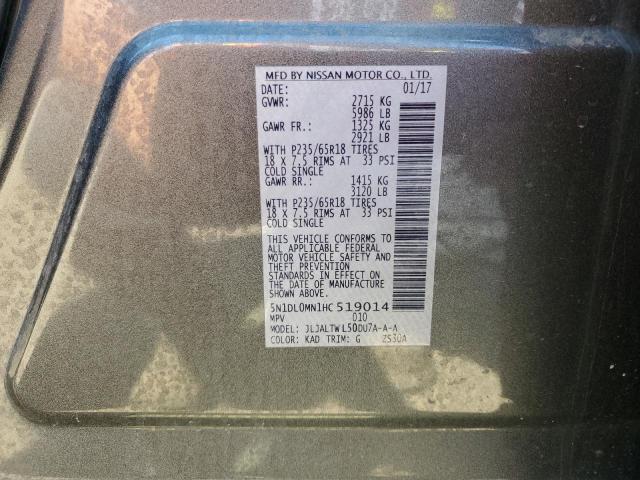 MFD BY NISSAN MOTOR CO., LTD.
DATE: 01/17
GVWR: 2715 KG
5986 LB
GAWR FR.: 1325 KG
2921 LB
WITH P235/65R18 TIRES
18 X 7.5 RIMS AT 33 PSI
COLD SINGLE
GAWR RR.: 1415 KG
3120 LB
WITH P235/65R18 TIRES
18 X 7.5 RIMS AT 33 PSI
COLD SINGLE
THIS VEHICLE CONFORMS TO
ALL APPLICABLE FEDERAL
MOTOR VEHICLE SAFETY AND
THEFT PREVENTION
STANDARDS IN EFFECT ON
THE DATE OF MANUFACTURE
SHOWN ABOVE.
5N1DL0MN1HC519014
MPV 010
MODEL: JLJALTWL50DU7A-A-A
COLOR: KAD TRIM: G 2530A